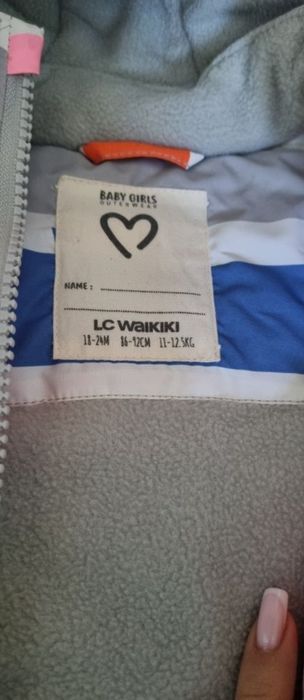 BABY GIRLS
OUTERWEAR
NAME :
LC WAIKIKI
18-24M 86-92CM 11-12.5KG